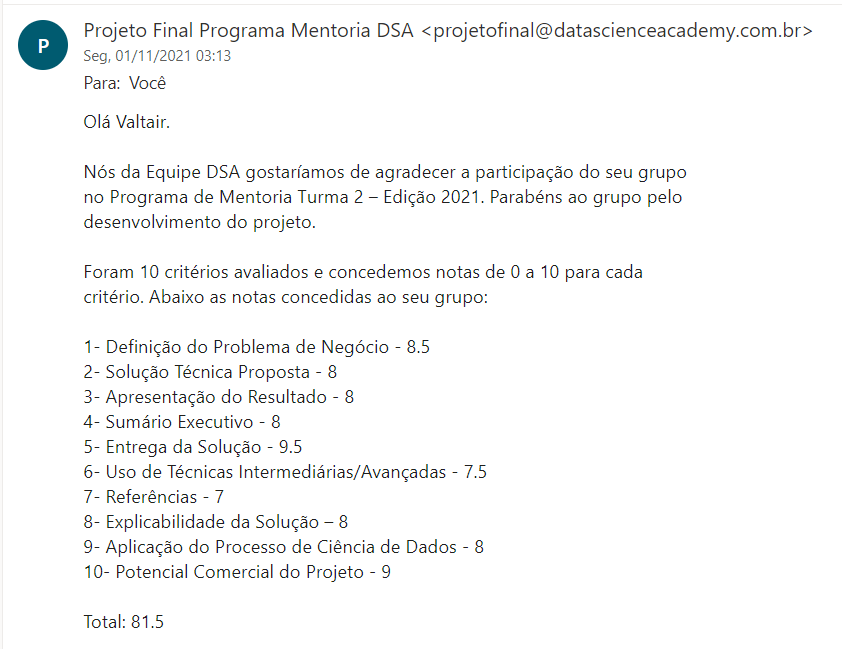 P
Projeto Final Programa Mentoria DSA <projetofinal@datascienceacademy.com.br>
Seg, 01/11/2021 03:13
Para: Você
Olá Valtair.
Nós da Equipe DSA gostaríamos de agradecer a participação do seu grupo
no Programa de Mentoria Turma 2 – Edição 2021. Parabéns ao grupo pelo
desenvolvimento do projeto.
Foram 10 critérios avaliados e concedemos notas de 0 a 10 para cada
critério. Abaixo as notas concedidas ao seu grupo:
1- Definição do Problema de Negócio - 8.5
2- Solução Técnica Proposta - 8
3- Apresentação do Resultado - 8
4- Sumário Executivo - 8
5- Entrega da Solução - 9.5
6- Uso de Técnicas Intermediárias/Avançadas - 7.5
7- Referências - 7
8- Explicabilidade da Solução – 8
9- Aplicação do Processo de Ciência de Dados - 8
10- Potencial Comercial do Projeto - 9
Total: 81.5